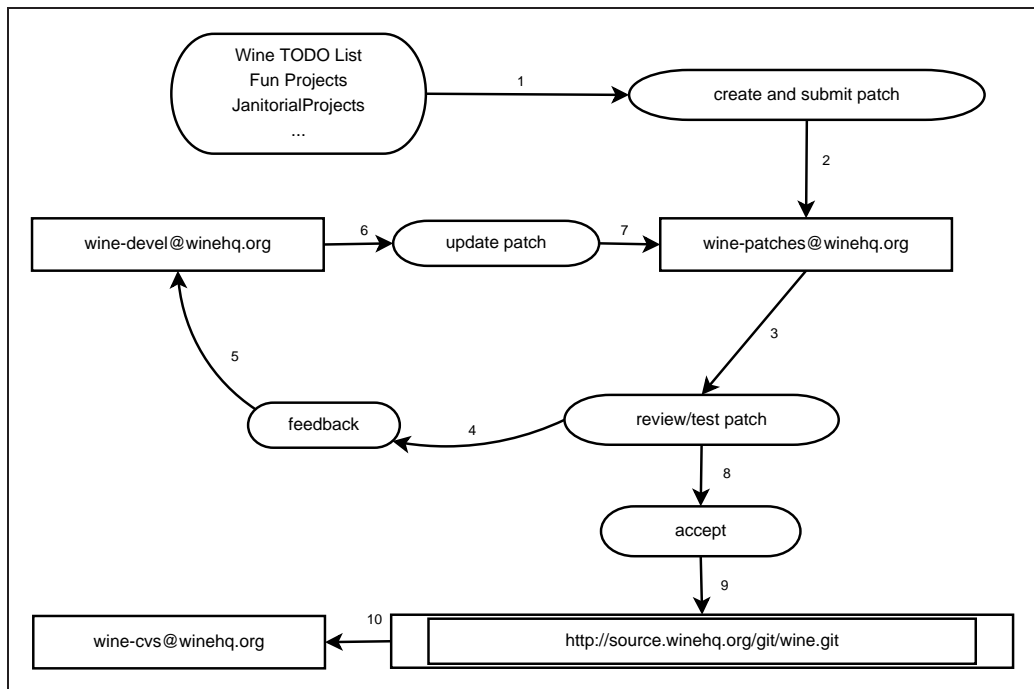 Wine TODO List
Fun Projects
JanitorialProjects
...
1
create and submit patch
2
wine-devel@winehq.org
6
update patch
7
wine-patches@winehq.org
3
5
feedback
4
review/test patch
8
accept
9
wine-cvs@winehq.org
10
http://source.winehq.org/git/wine.git